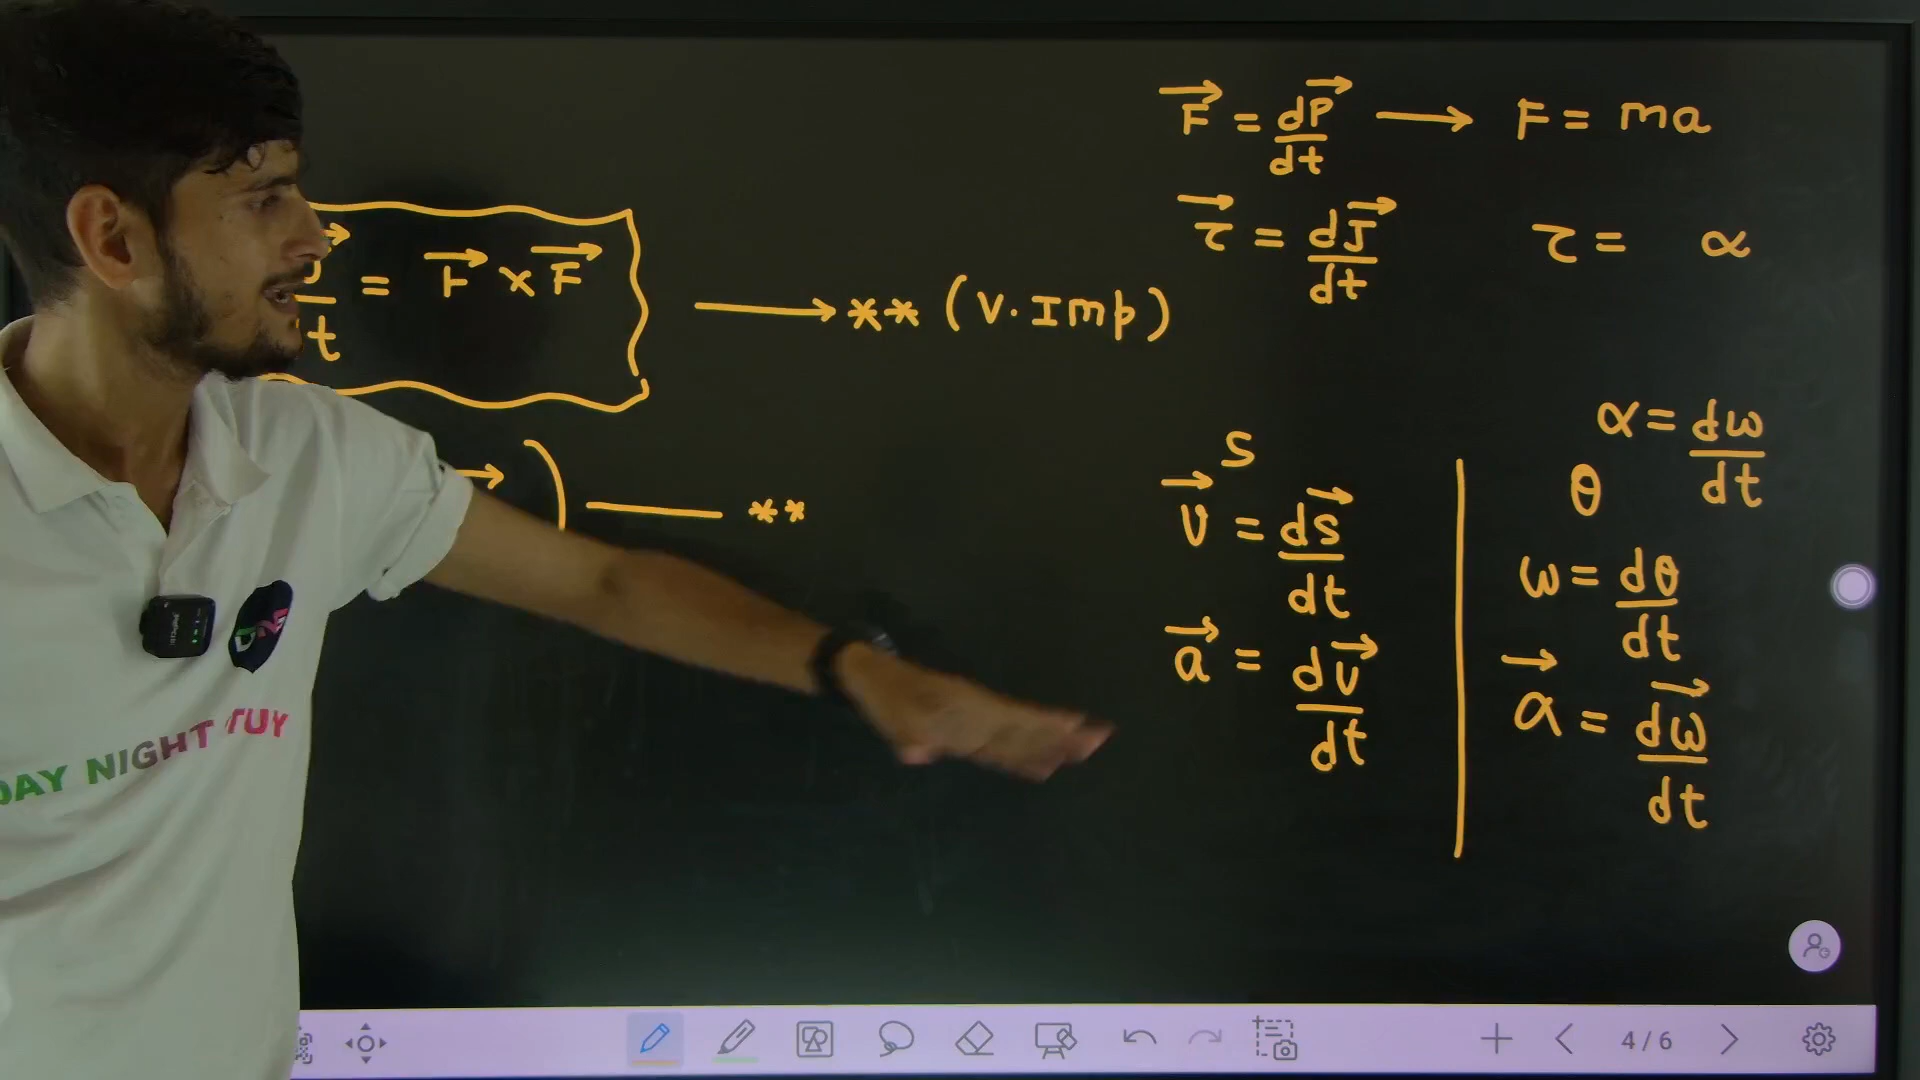 F = dP/dt → F = ma
τ = dJ/dt τ = α
J/t = r × F → ** (V. Imp)
α = dω/dt
S θ
V = ds/dt ω = dθ/dt
a = dv/dt α = dω/dt
**
DAY NIGHT TUY
4 / 6